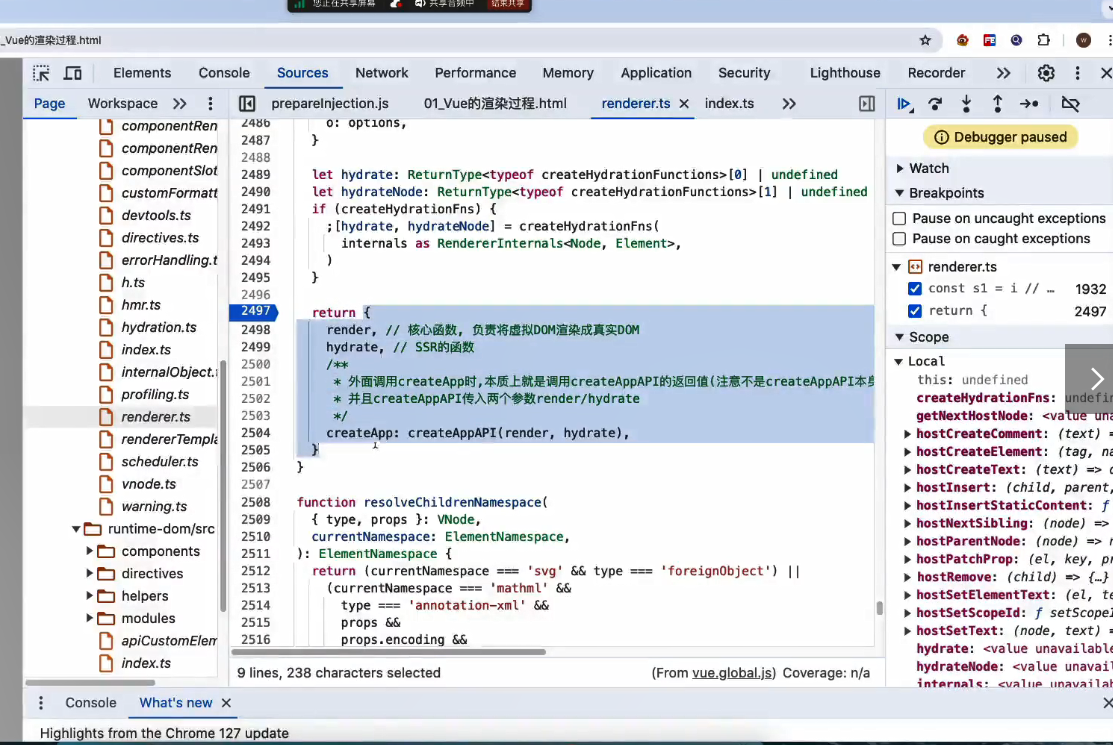 您正在共享屏幕 共享音频中 结束共享
_Vue的渲染过程.html
Elements Console Sources Network Performance Memory Application Security Lighthouse Recorder
Page Workspace prepareInjection.js 01_Vue的渲染过程.html renderer.ts index.ts
componentRen
componentRen
componentSlot
customFormatt
devtools.ts
directives.ts
errorHandling.t
h.ts
hmr.ts
hydration.ts
index.ts
internalObject.t
profiling.ts
renderer.ts
rendererTempla
scheduler.ts
vnode.ts
warning.ts
runtime-dom/src
components
directives
helpers
modules
apiCustomElem
index.ts
2486 o: options,
2487 }
2488
2489 let hydrate: ReturnType<typeof createHydrationFunctions>[0] | undefined
2490 let hydrateNode: ReturnType<typeof createHydrationFunctions>[1] | undefined
2491 if (createHydrationFns) {
2492 ;[hydrate, hydrateNode] = createHydrationFns(
2493 internals as RendererInternals<Node, Element>,
2494 )
2495 }
2496
2497 return {
2498 render, // 核心函数, 负责将虚拟DOM渲染成真实DOM
2499 hydrate, // SSR的函数
2500 /**
2501 * 外面调用createApp时,本质上就是调用createAppAPI的返回值(注意不是createAppAPI本身
2502 * 并且createAppAPI传入两个参数render/hydrate
2503 */
2504 createApp: createAppAPI(render, hydrate),
2505 }
2506 }
2507
2508 function resolveChildrenNamespace(
2509 { type, props }: VNode,
2510 currentNamespace: ElementNamespace,
2511 ): ElementNamespace {
2512 return (currentNamespace === 'svg' && type === 'foreignObject') ||
2513 (currentNamespace === 'mathml' &&
2514 type === 'annotation-xml' &&
2515 props &&
2516 props.encoding &&
9 lines, 238 characters selected (From vue.global.js) Coverage: n/a
Debugger paused
Watch
Breakpoints
Pause on uncaught exceptions
Pause on caught exceptions
renderer.ts
const s1 = i // … 1932
return { 2497
Scope
Local
this: undefined
createHydrationFns: undefi
getNextHostNode: <value una
hostCreateComment: (text) =>
hostCreateElement: (tag, na
hostCreateText: (text) => d
hostInsert: (child, parent,
hostInsertStaticContent: ƒ
hostNextSibling: (node) =>
hostParentNode: (node) => n
hostPatchProp: (el, key, pr
hostRemove: (child) => {…}
hostSetElementText: (el, te
hostSetScopeId: ƒ setScopeI
hostSetText: (node, text) =
hydrate: <value unavailable
hydrateNode: <value unavail
internals: <value unavailab
Console What's new
Highlights from the Chrome 127 update